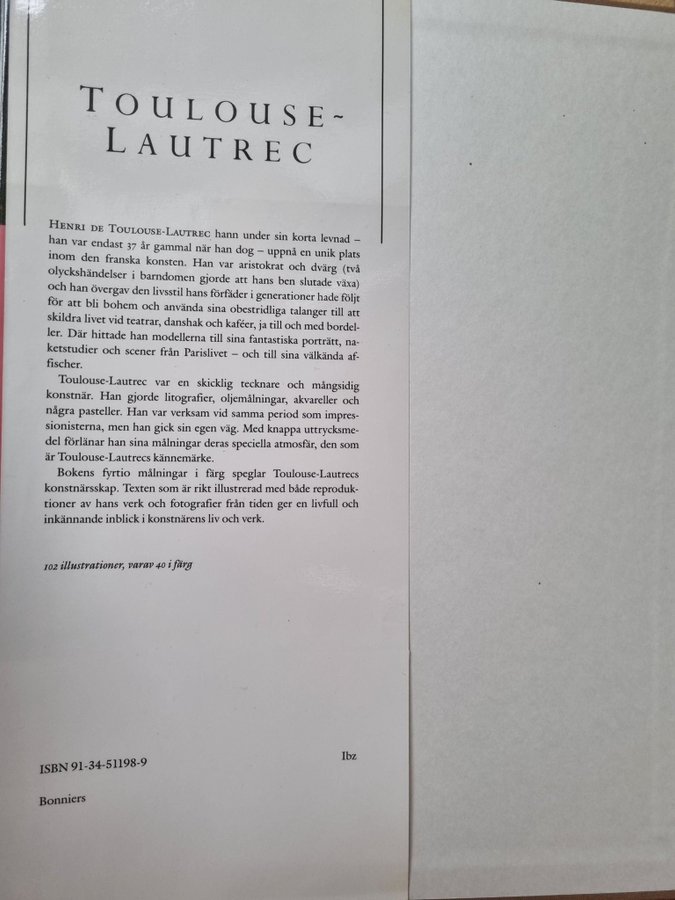 TOULOUSE-
LAUTREC
HENRI DE TOULOUSE-LAUTREC hann under sin korta levnad –
han var endast 37 år gammal när han dog – uppnå en unik plats
inom den franska konsten. Han var aristokrat och dvärg (två
olyckshändelser i barndomen gjorde att hans ben slutade växa)
och han övergav den livsstil hans förfäder i generationer hade följt
för att bli bohem och använda sina obestridliga talanger till att
skildra livet vid teatrar, danshak och kaféer, ja till och med bordel-
ler. Där hittade han modellerna till sina fantastiska porträtt, na-
ketstudier och scener från Parislivet – och till sina välkända af-
fischer.
Toulouse-Lautrec var en skicklig tecknare och mångsidig
konstnär. Han gjorde litografier, oljemålningar, akvareller och
några pasteller. Han var verksam vid samma period som impres-
sionisterna, men han gick sin egen väg. Med knappa uttrycksme-
del förlänar han sina målningar deras speciella atmosfär, den som
är Toulouse-Lautrecs kännemärke.
Bokens fyrtio målningar i färg speglar Toulouse-Lautrecs
konstnärsskap. Texten som är rikt illustrerad med både reproduk-
tioner av hans verk och fotografier från tiden ger en livfull och
inkännande inblick i konstnärens liv och verk.
102 illustrationer, varav 40 i färg
ISBN 91-34-51198-9
Ibz
Bonniers